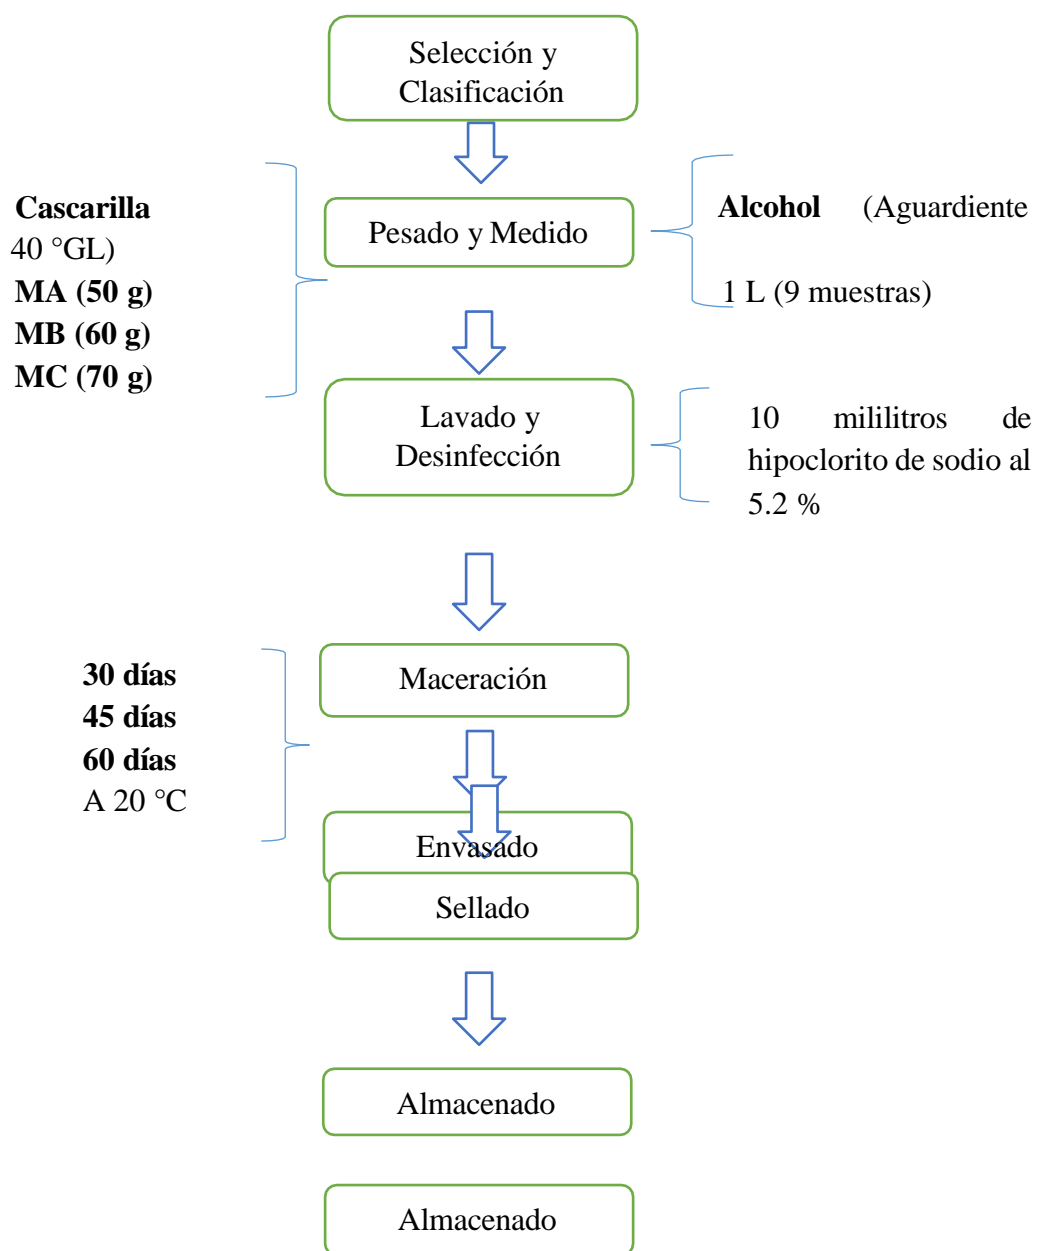 Selección y
Clasificación
Cascarilla
40 °GL)
MA (50 g)
MB (60 g)
MC (70 g)
Pesado y Medido
Alcohol (Aguardiente
1 L (9 muestras)
Lavado y
Desinfección
10 mililitros de
hipoclorito de sodio al
5.2 %
30 días
45 días
60 días
A 20 °C
Maceración
Envasado
Sellado
Almacenado
Almacenado